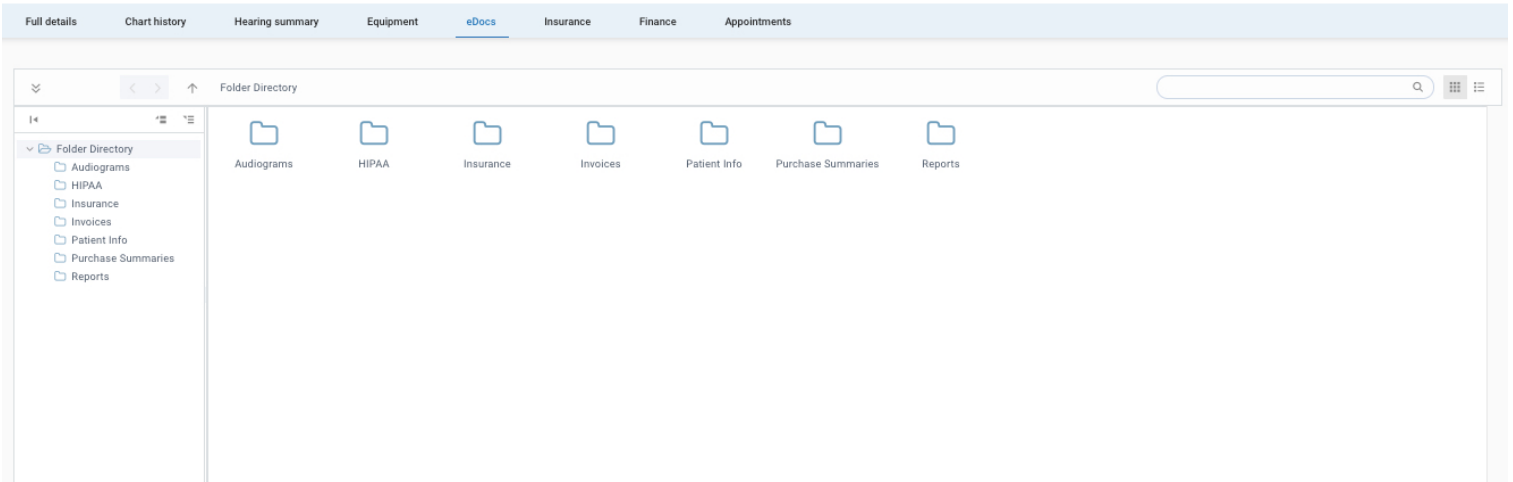 Full details Chart history Hearing summary Equipment eDocs Insurance Finance Appointments
Folder Directory
Folder Directory
Audiograms
HIPAA
Insurance
Invoices
Patient Info
Purchase Summaries
Reports
Audiograms HIPAA Insurance Invoices Patient Info Purchase Summaries Reports